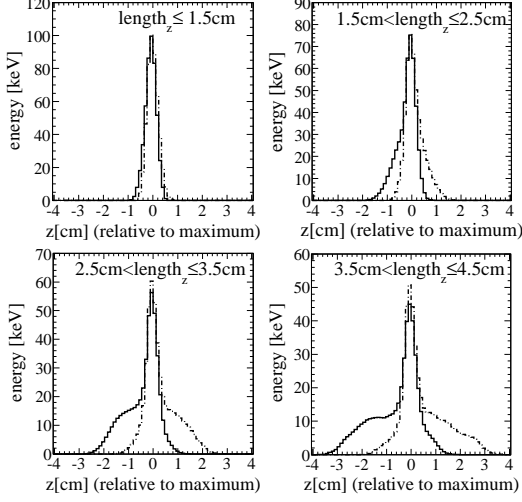 length_z≤ 1.5cm
energy [keV]
120
100
80
60
40
20
0
-4 -3 -2 -1 0 1 2 3 4
z[cm] (relative to maximum)
1.5cm<length_z≤2.5cm
energy [keV]
90
80
70
60
50
40
30
20
10
0
-4 -3 -2 -1 0 1 2 3 4
z[cm] (relative to maximum)
2.5cm<length_z≤3.5cm
energy [keV]
70
60
50
40
30
20
10
0
-4 -3 -2 -1 0 1 2 3 4
z[cm] (relative to maximum)
3.5cm<length_z≤4.5cm
energy [keV]
60
50
40
30
20
10
0
-4 -3 -2 -1 0 1 2 3 4
z[cm] (relative to maximum)